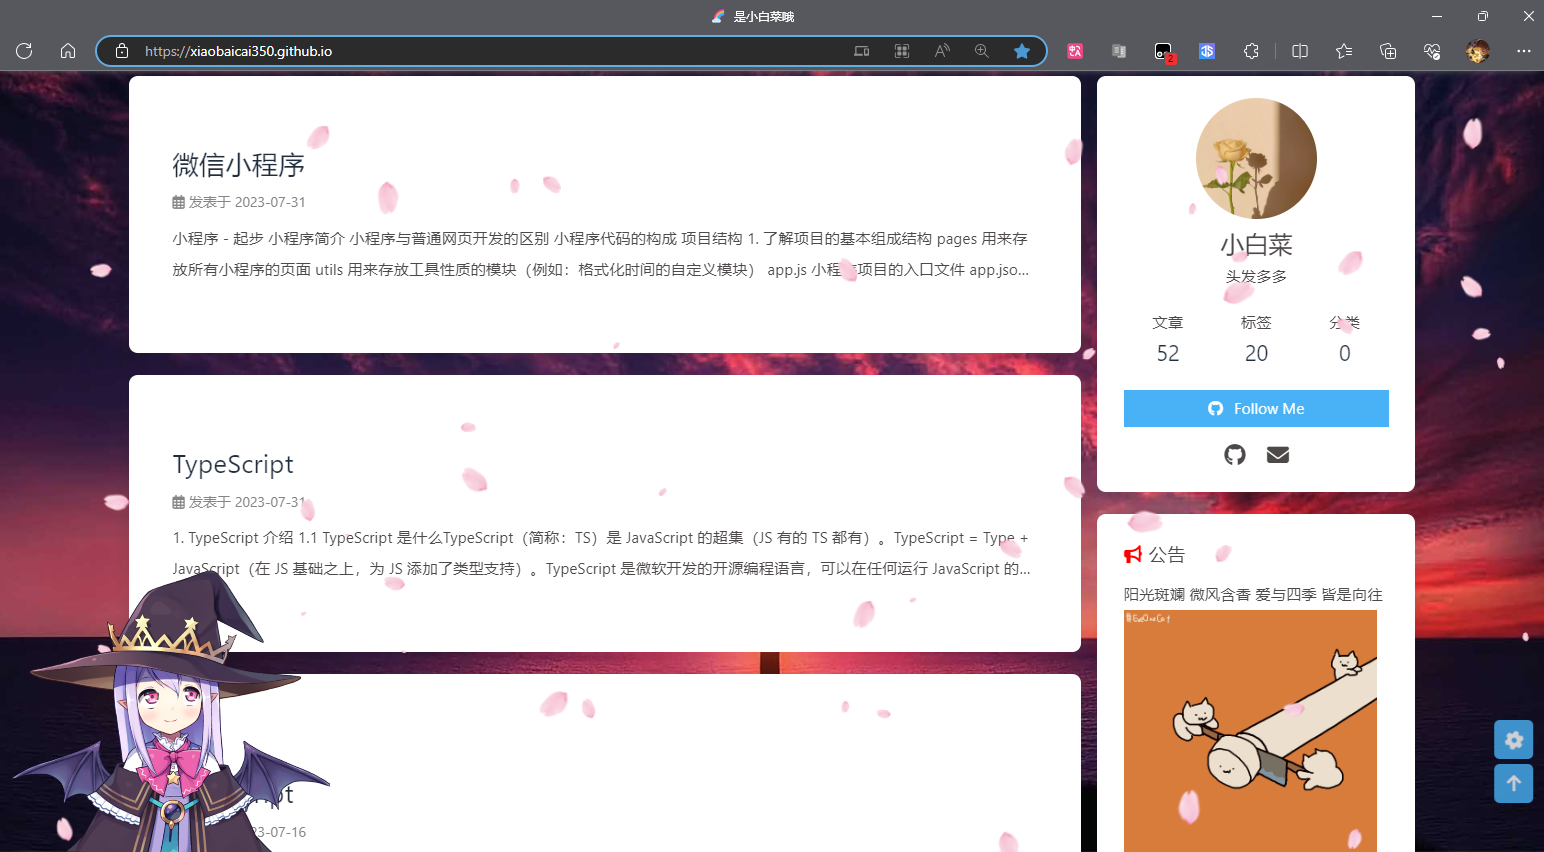 是小白菜哦
https://xiaobaicai350.github.io
2
微信小程序
发表于 2023-07-31
小程序 - 起步 小程序简介 小程序与普通网页开发的区别 小程序代码的构成 项目结构 1. 了解项目的基本组成结构 pages 用来存
放所有小程序的页面 utils 用来存放工具性质的模块（例如：格式化时间的自定义模块） app.js 小程序项目的入口文件 app.jso...
TypeScript
发表于 2023-07-31
1. TypeScript 介绍 1.1 TypeScript 是什么TypeScript（简称：TS）是 JavaScript 的超集（JS 有的 TS 都有）。TypeScript = Type +
JavaScript（在 JS 基础之上，为 JS 添加了类型支持）。TypeScript 是微软开发的开源编程语言，可以在任何运行 JavaScript 的...
23-07-16
小白菜
头发多多
文章 标签 分类
52 20 0
Follow Me
公告
阳光斑斓 微风含香 爱与四季 皆是向往